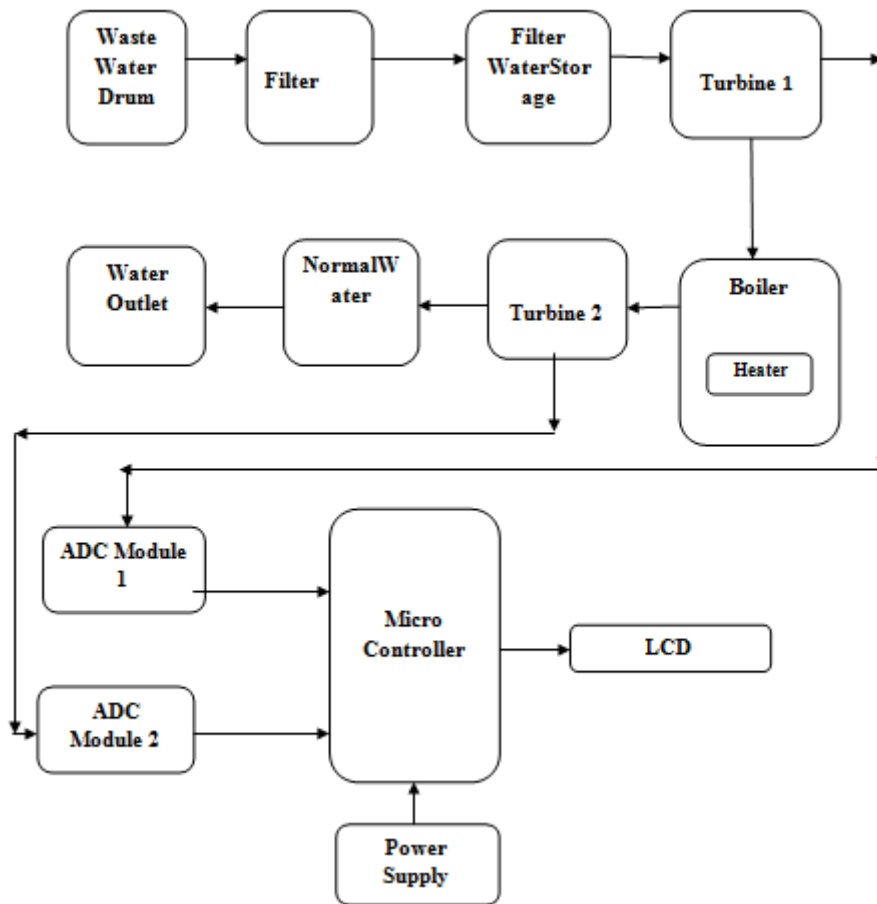 Waste
Water
Drum
Filter
Filter
WaterStor
age
Turbine 1
Water
Outlet
NormalW
ater
Turbine 2
Boiler
Heater
ADC Module
1
Micro
Controller
LCD
ADC
Module 2
Power
Supply